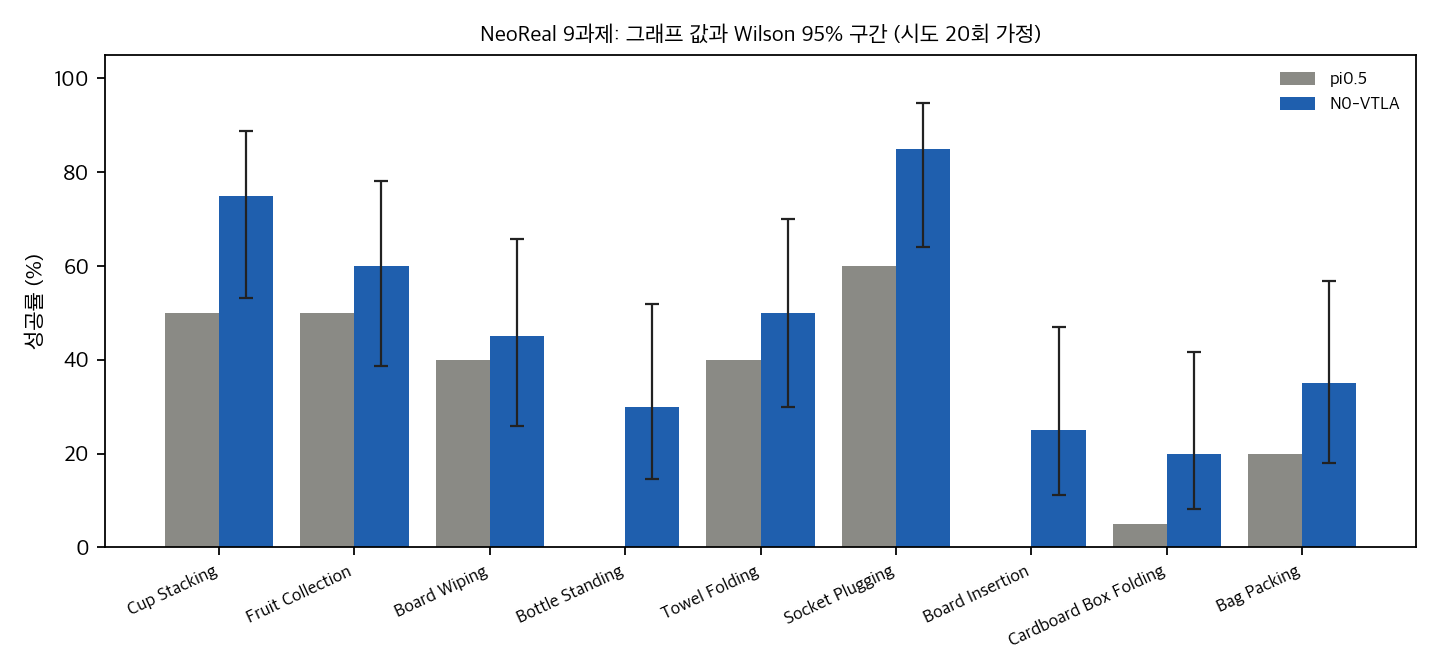 NeoReal 9과제: 그래프 값과 Wilson 95% 구간 (시도 20회 가정)
pi0.5
N0-VTLA
성공률 (%)
100
80
60
40
20
0
Cup Stacking
Fruit Collection
Board Wiping
Bottle Standing
Towel Folding
Socket Plugging
Board Insertion
Cardboard Box Folding
Bag Packing